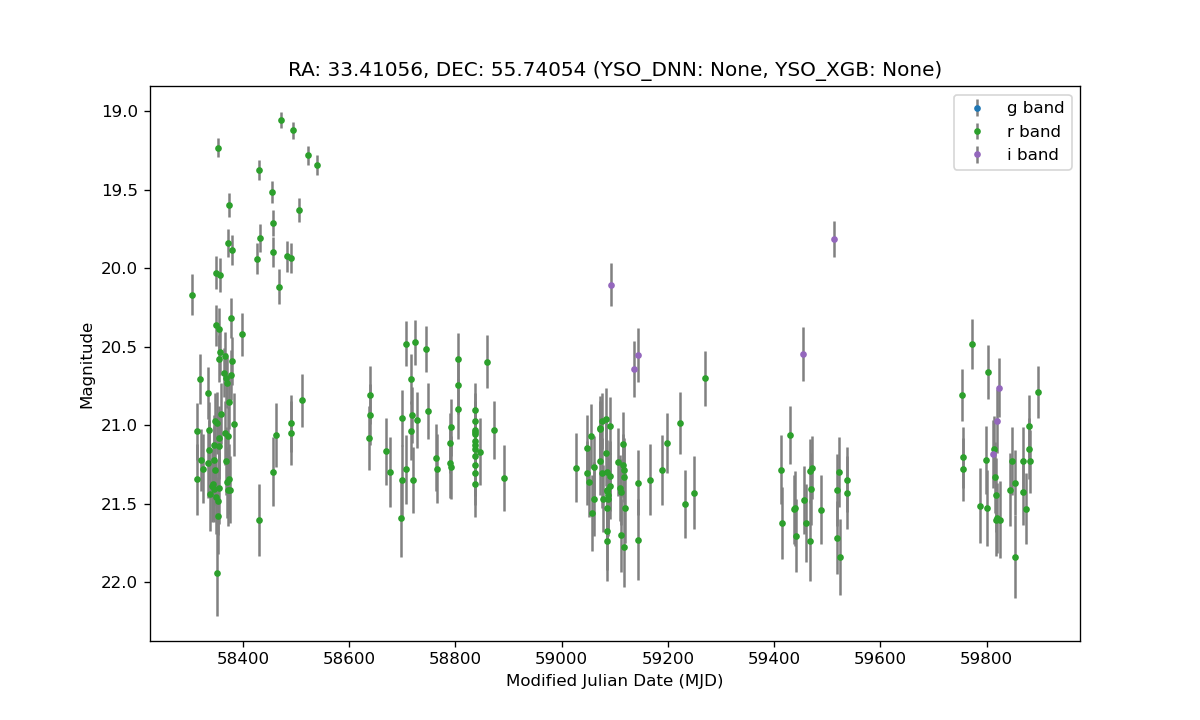 RA: 33.41056, DEC: 55.74054 (YSO_DNN: None, YSO_XGB: None)
g band
r band
i band
19.0
19.5
20.0
20.5
21.0
21.5
22.0
Magnitude
58400 58600 58800 59000 59200 59400 59600 59800
Modified Julian Date (MJD)